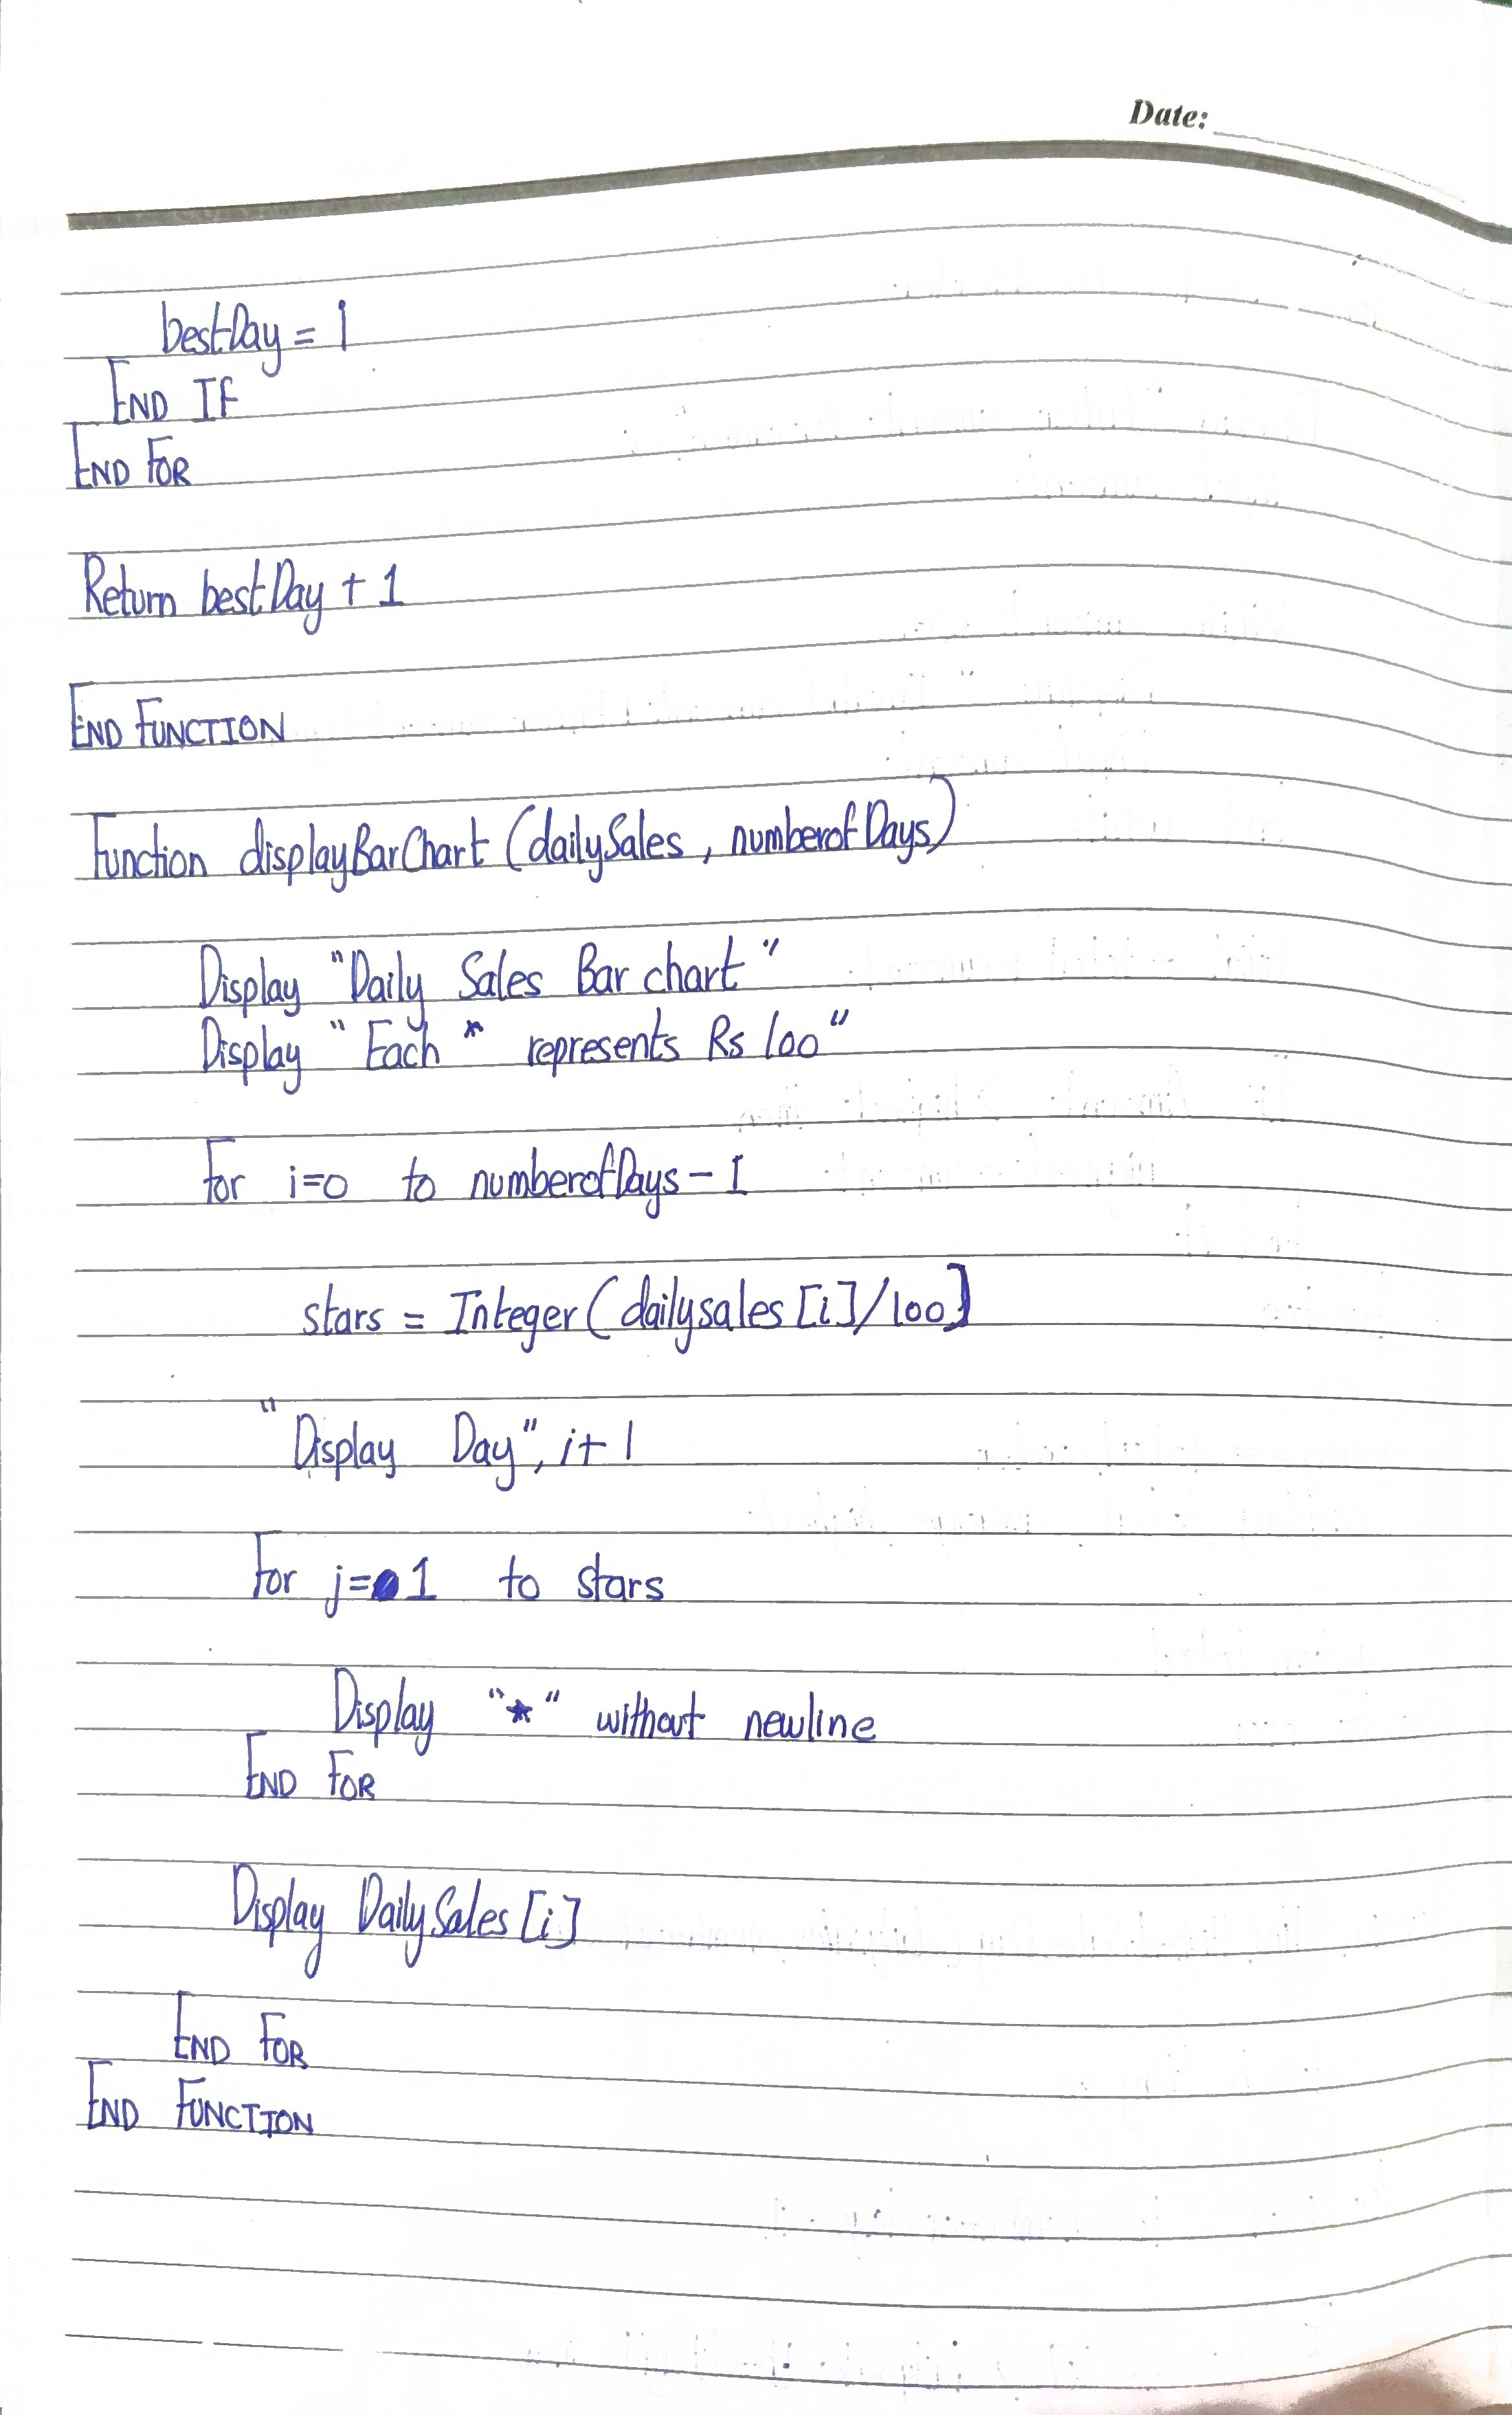 Date:
bestDay = 1
END IF
END FOR
Return bestDay + 1
END FUNCTION
Function displayBarChart (dailySales, numberofDays)
Display "Daily Sales Bar chart"
Display "Each * represents Rs 100"
For i=0 to numberofDays - 1
stars = Integer (dailysales [i]/100]
"Display Day", i+1
For j=1 to stars
Display "*" without newline
END FOR
Display DailySales [i]
END FOR
END FUNCTION